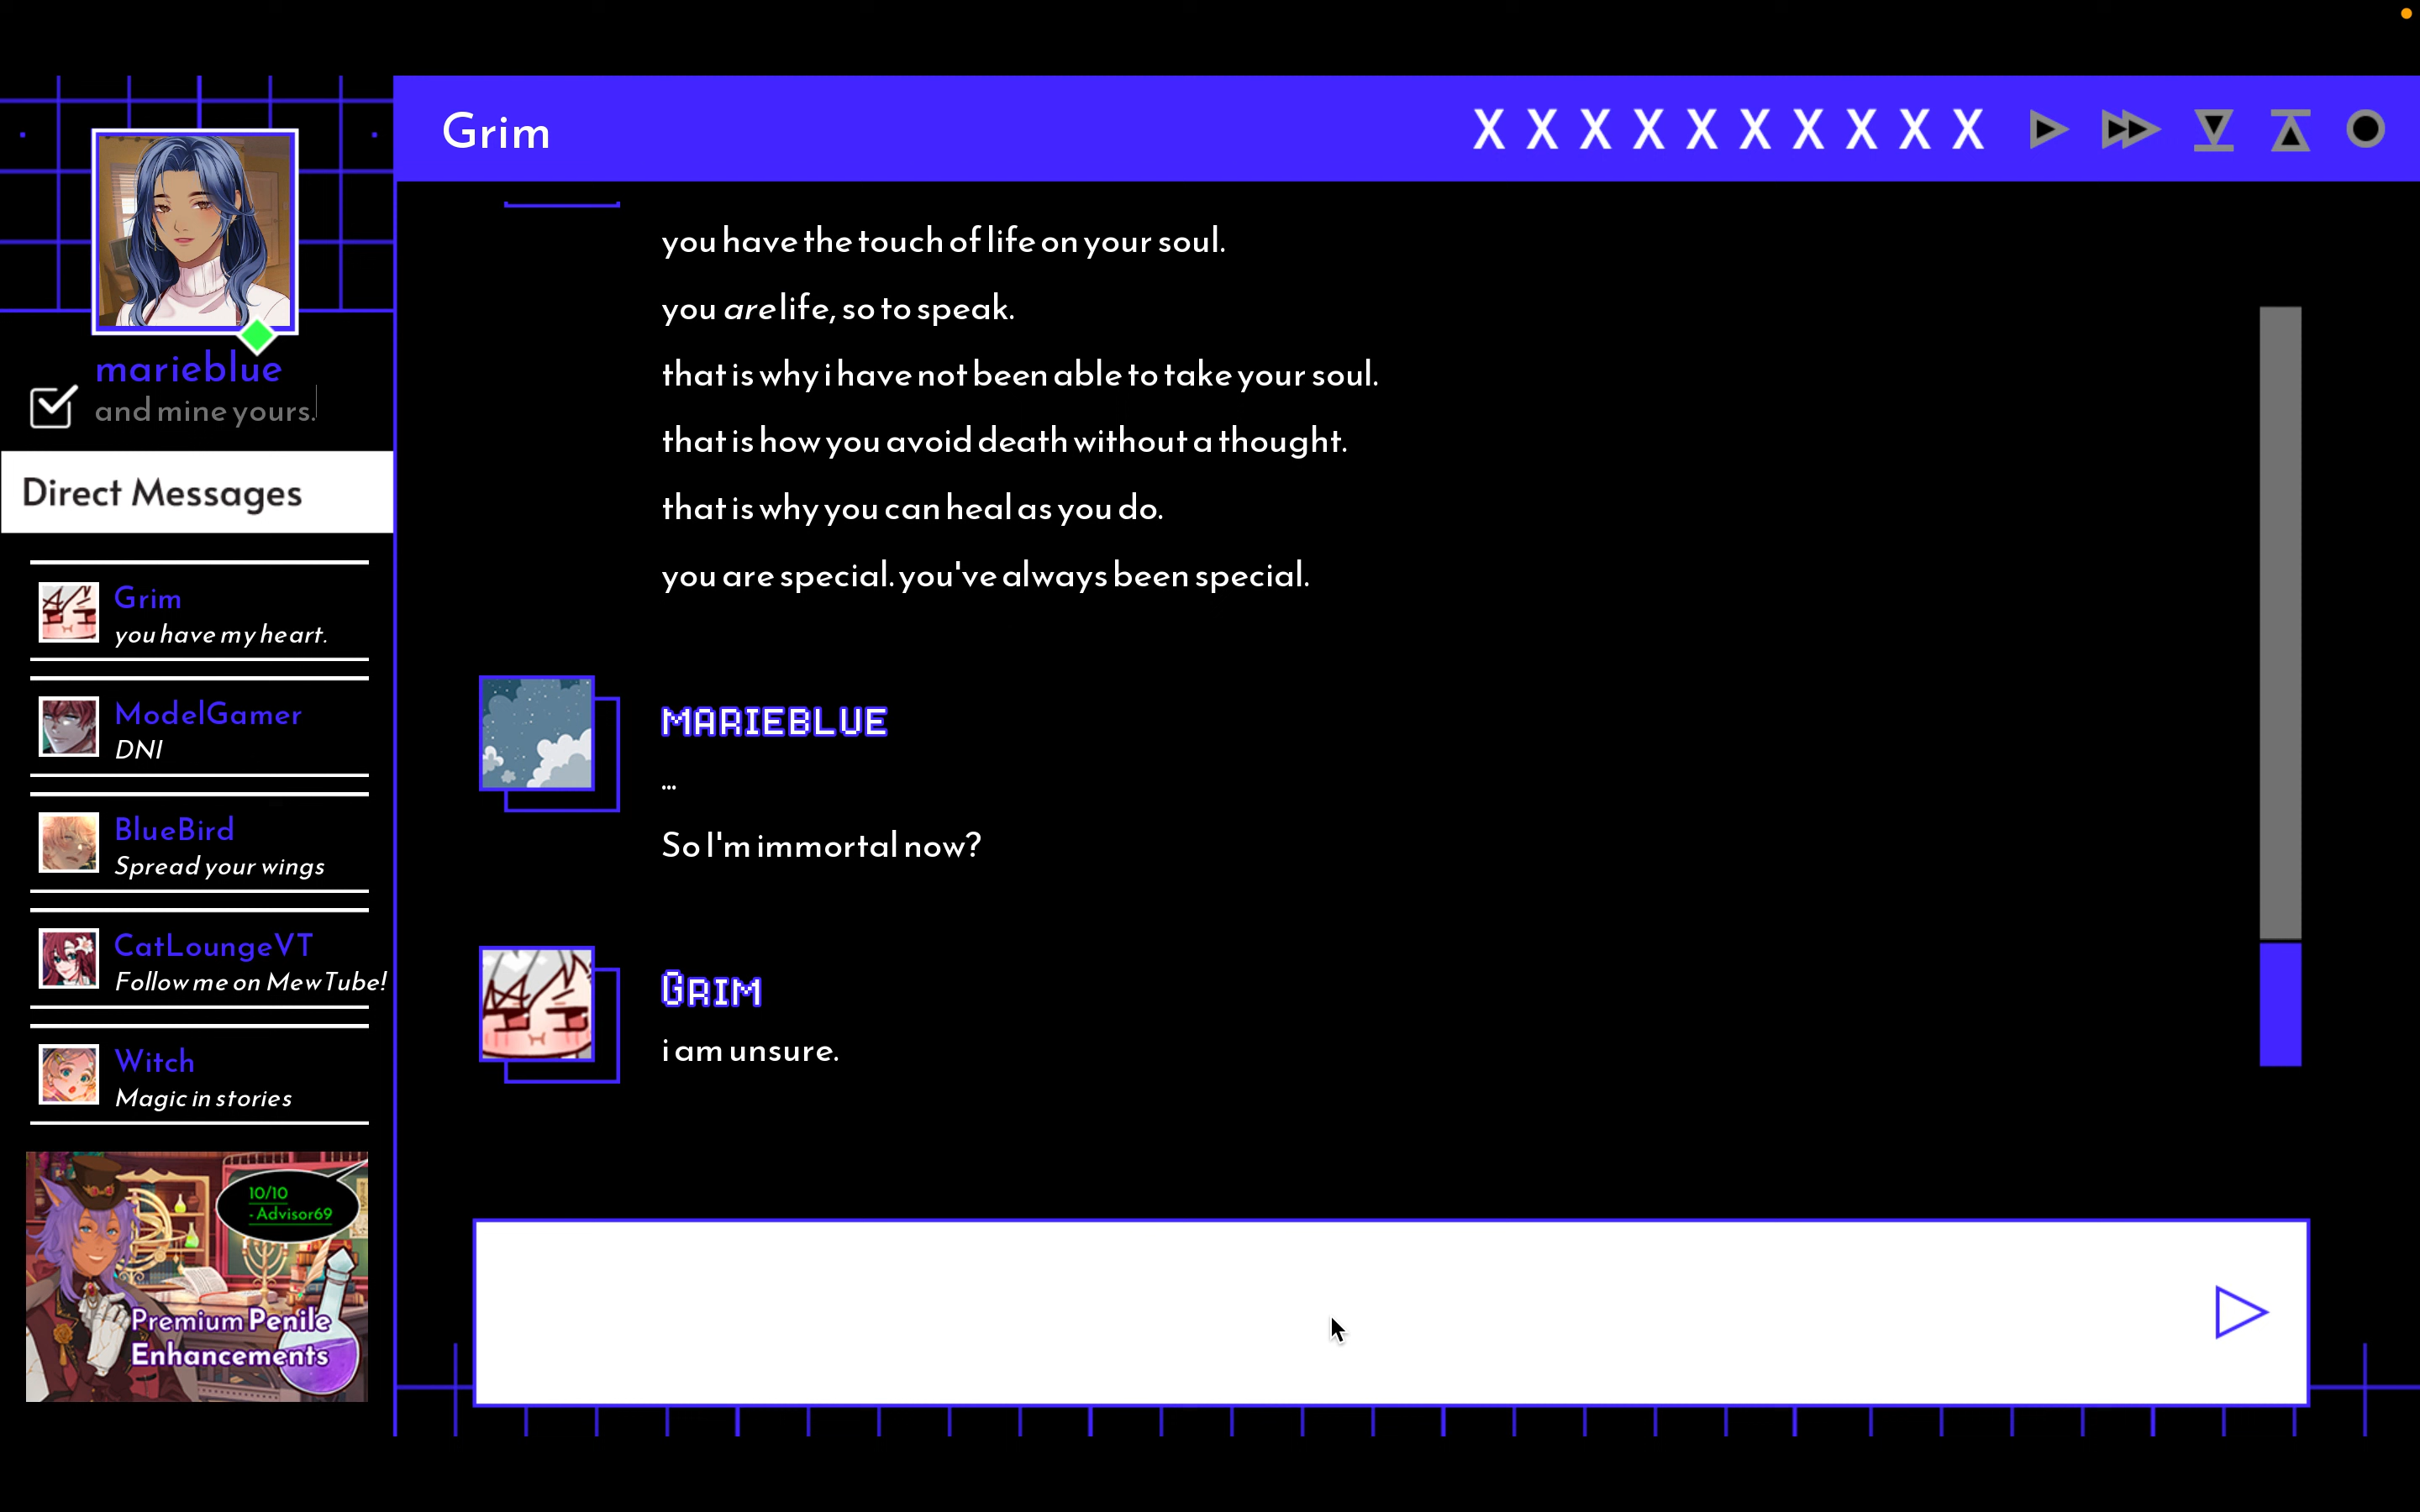 Grim
X X X X X X X X X X
marieblue
and mine yours.
Direct Messages
Grim
you have my heart.
ModelGamer
DNI
BlueBird
Spread your wings
CatLoungeVT
Follow me on MewTube!
Witch
Magic in stories
10/10
- Advisor69
Premium Penile
Enhancements
you have the touch of life on your soul.
you are life, so to speak.
that is why i have not been able to take your soul.
that is how you avoid death without a thought.
that is why you can heal as you do.
you are special. you've always been special.
MARIEBLUE
...
So I'm immortal now?
GRIM
i am unsure.